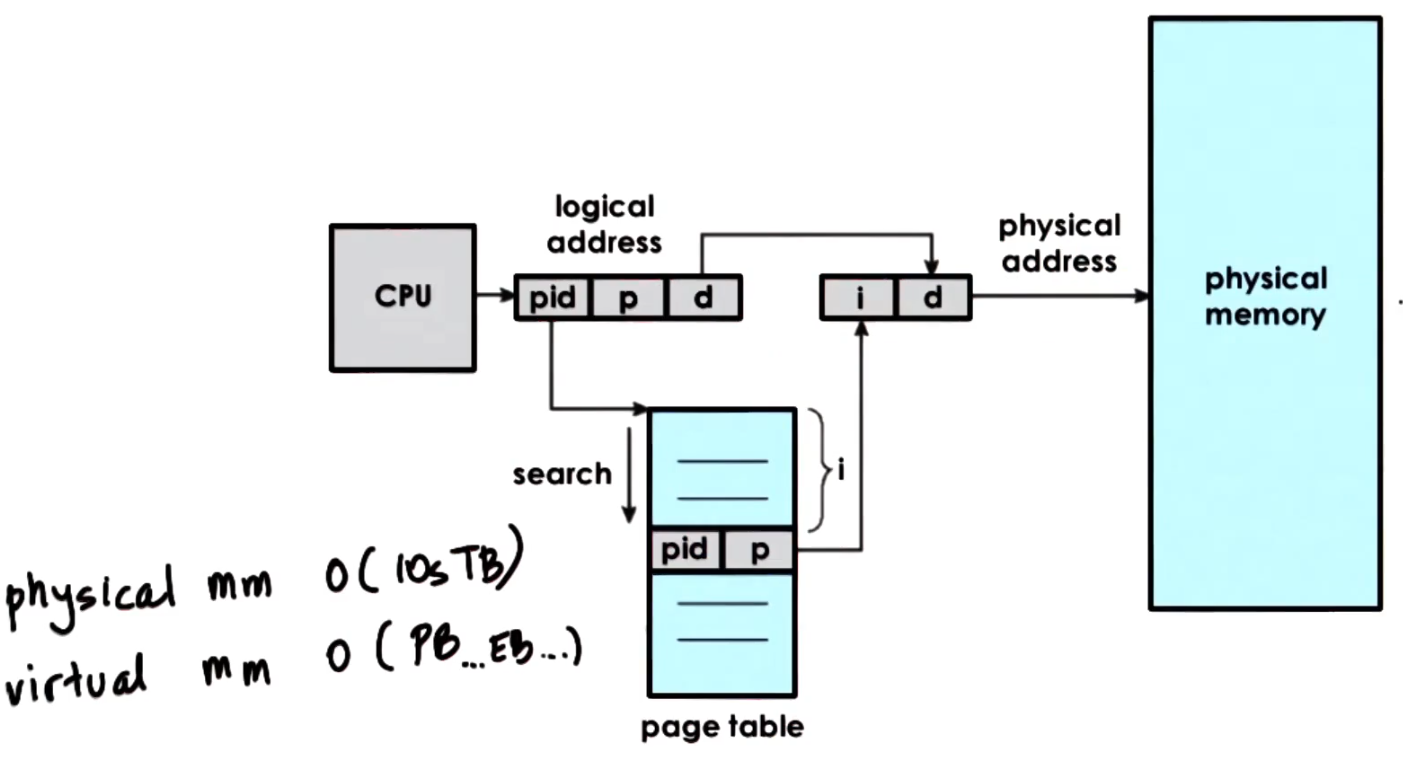 logical
address
physical
address
CPU
pid p d
i d
physical
memory
search
i
pid p
physical mm O(10s TB)
virtual mm O(PB...EB...)
page table